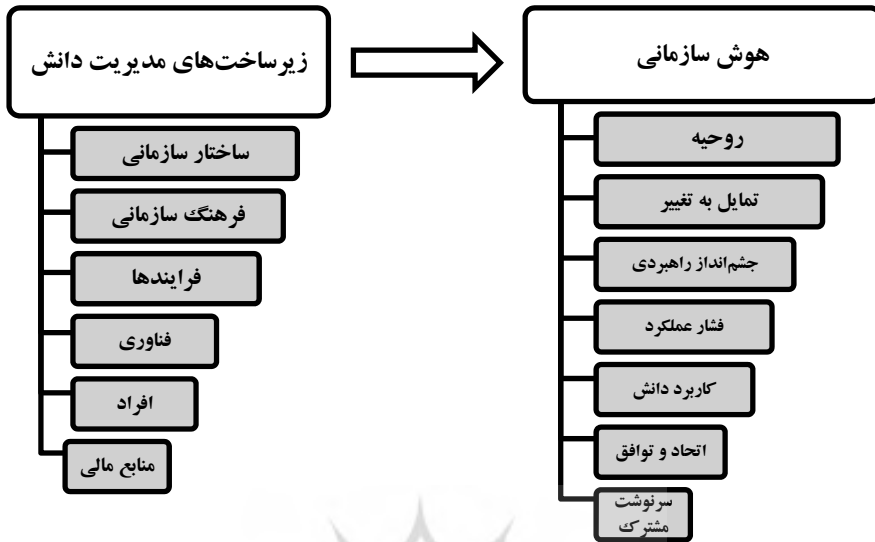 زیرساخت‌های مدیریت دانش
ساختار سازمانی
فرهنگ سازمانی
فرایندها
فناوری
افراد
منابع مالی
هوش سازمانی
روحیه
تمایل به تغییر
جشم‌انداز راهبردی
فشار عملکرد
کاربرد دانش
اتحاد و توافق
سرنوشت
مشترک